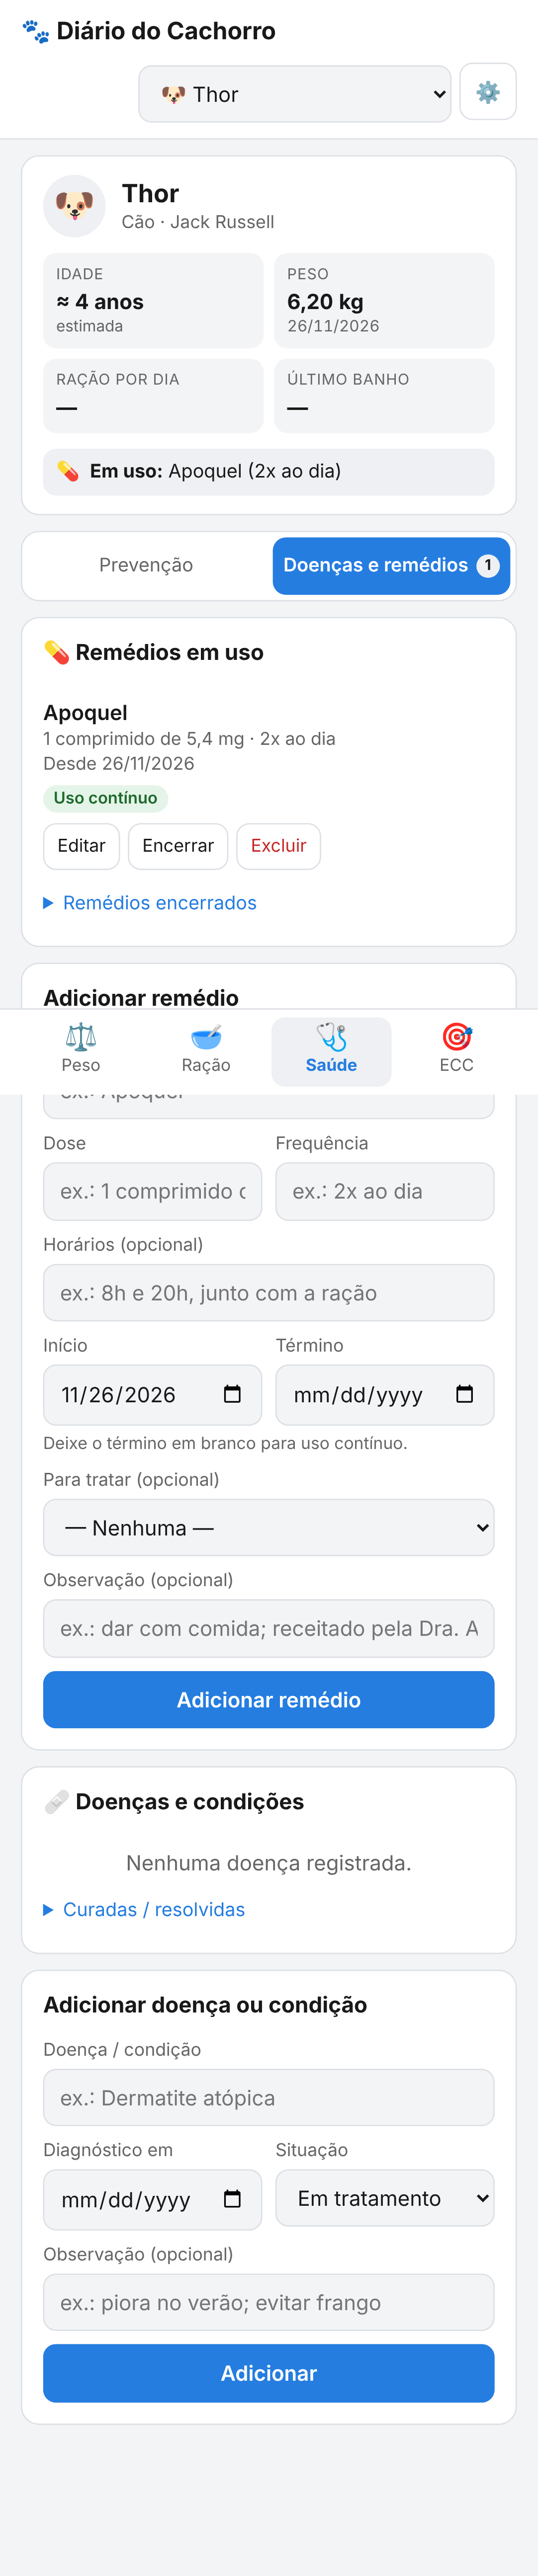 Diário do Cachorro
Thor
Thor
Cão · Jack Russell
IDADE
≈ 4 anos
estimada
PESO
6,20 kg
26/11/2026
RAÇÃO POR DIA
—
ÚLTIMO BANHO
—
Em uso: Apoquel (2x ao dia)
Prevenção
Doenças e remédios 1
Remédios em uso
Apoquel
1 comprimido de 5,4 mg · 2x ao dia
Desde 26/11/2026
Uso contínuo
Editar
Encerrar
Excluir
Remédios encerrados
Adicionar remédio
Peso
Ração
Saúde
ECC
ex.: Apoquel
Dose
Frequência
ex.: 1 comprimido d
ex.: 2x ao dia
Horários (opcional)
ex.: 8h e 20h, junto com a ração
Início
Término
11/26/2026
mm/dd/yyyy
Deixe o término em branco para uso contínuo.
Para tratar (opcional)
— Nenhuma —
Observação (opcional)
ex.: dar com comida; receitado pela Dra. A
Adicionar remédio
Doenças e condições
Nenhuma doença registrada.
Curadas / resolvidas
Adicionar doença ou condição
Doença / condição
ex.: Dermatite atópica
Diagnóstico em
Situação
mm/dd/yyyy
Em tratamento
Observação (opcional)
ex.: piora no verão; evitar frango
Adicionar